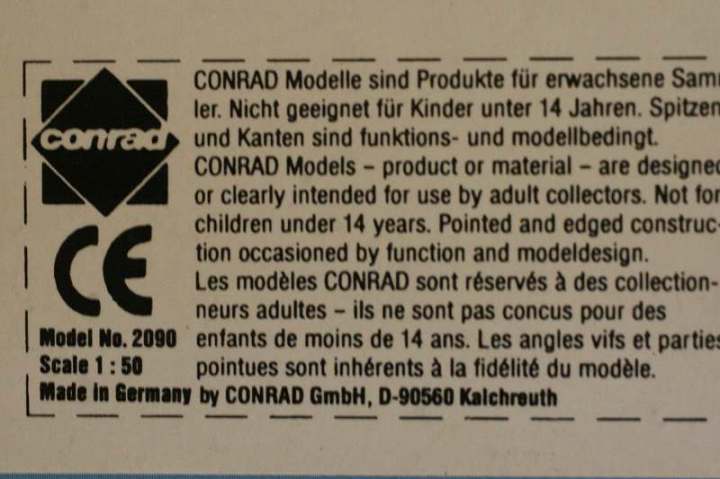 conrad
CE
Model No. 2090
Scale 1 : 50
CONRAD Modelle sind Produkte für erwachsene Samm
ler. Nicht geeignet für Kinder unter 14 Jahren. Spitzen
und Kanten sind funktions- und modellbedingt.
CONRAD Models – product or material – are designed
or clearly intended for use by adult collectors. Not for
children under 14 years. Pointed and edged construc-
tion occasioned by function and modeldesign.
Les modèles CONRAD sont réservés à des collection-
neurs adultes – ils ne sont pas concus pour des
enfants de moins de 14 ans. Les angles vifs et parties
pointues sont inhérents à la fidélité du modèle.
Made in Germany by CONRAD GmbH, D-90560 Kalchreuth